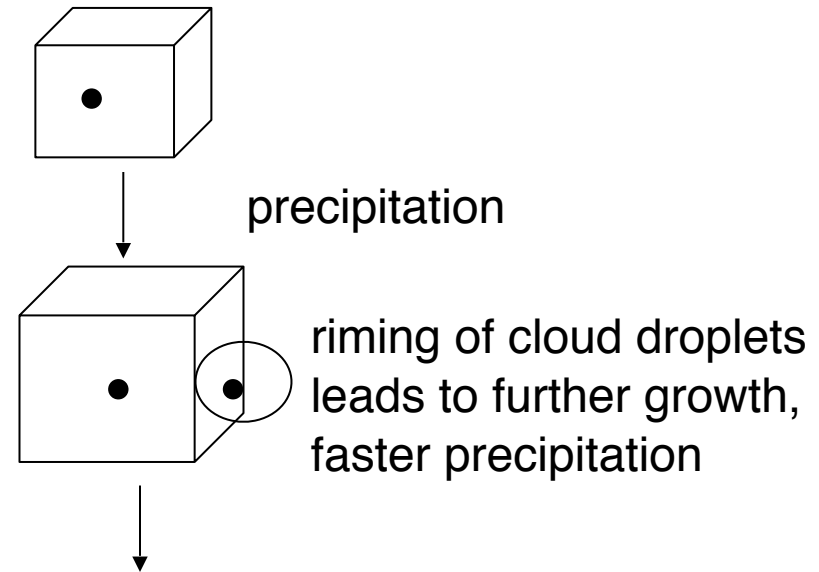 precipitation
riming of cloud droplets
leads to further growth,
faster precipitation